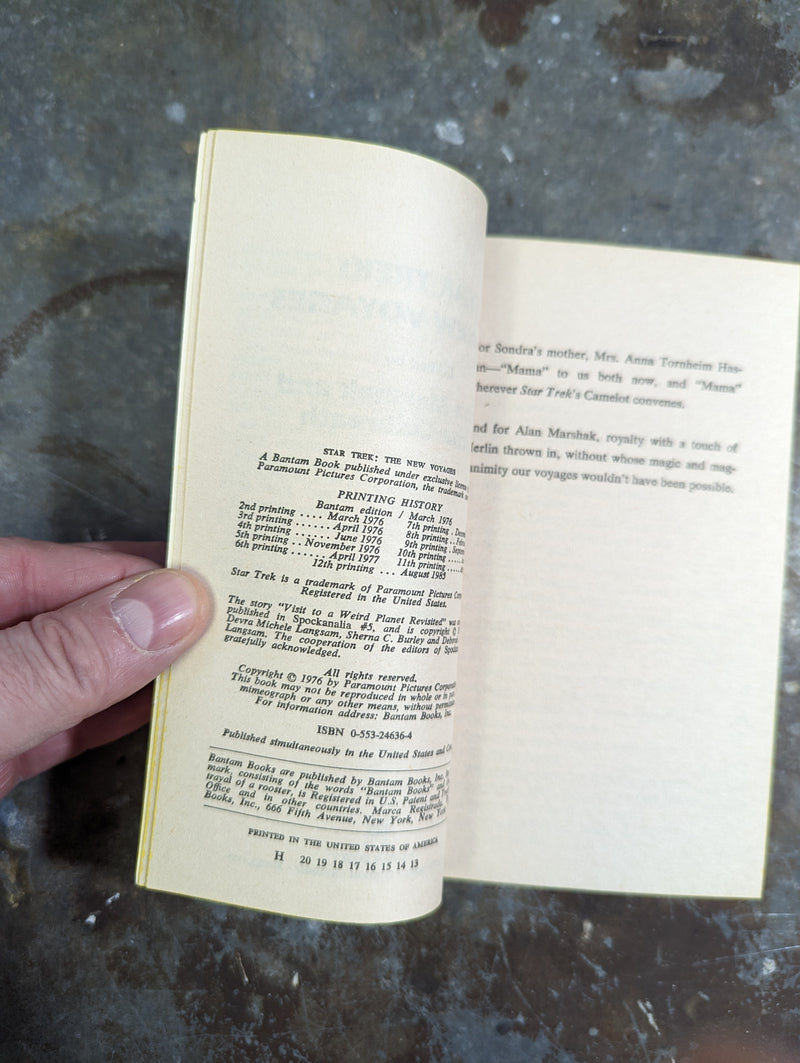 STAR TREK: THE NEW VOYAGES
A Bantam Book published under exclusive
Paramount Pictures Corporation, the trademark
PRINTING HISTORY
Bantam edition / March 1976
2nd printing .... March 1976
3rd printing ....... April 1976
4th printing ....... June 1976
5th printing .. November 1976
6th printing ...... April 1977
7th printing .
8th printing ..
9th printing .
10th printing .....
11th printing .....
12th printing ... August 1985
Star Trek is a trademark of Paramount Pictures
Registered in the United States.
The story "Visit to a Weird Planet Revisited"
published in Spockanalia #5, and is copyright ©
Devra Michele Langsam, Sherna C. Burley and
Langsam. The cooperation of the editors of
gratefully acknowledged.
All rights reserved.
Copyright © 1976 by Paramount Pictures
This book may not be reproduced in whole or in
mimeograph or any other means, without
For information address: Bantam Books, Inc.
ISBN 0-553-24636-4
Published simultaneously in the United States and
Bantam Books are published by Bantam Books, Inc.
mark, consisting of the words "Bantam Books" and
trayal of a rooster, is Registered in U.S. Patent and
Office and in other countries. Marca Registrada.
Books, Inc., 666 Fifth Avenue, New York, New York
PRINTED IN THE UNITED STATES OF AMERICA
H 20 19 18 17 16 15 14 13
or Sondra's mother, Mrs. Anna Tornheim Has-
"Mama" to us both now, and "Mama"
herever Star Trek's Camelot convenes.
nd for Alan Marshak, royalty with a touch of
erlin thrown in, without whose magic and mag-
animity our voyages wouldn't have been possible.